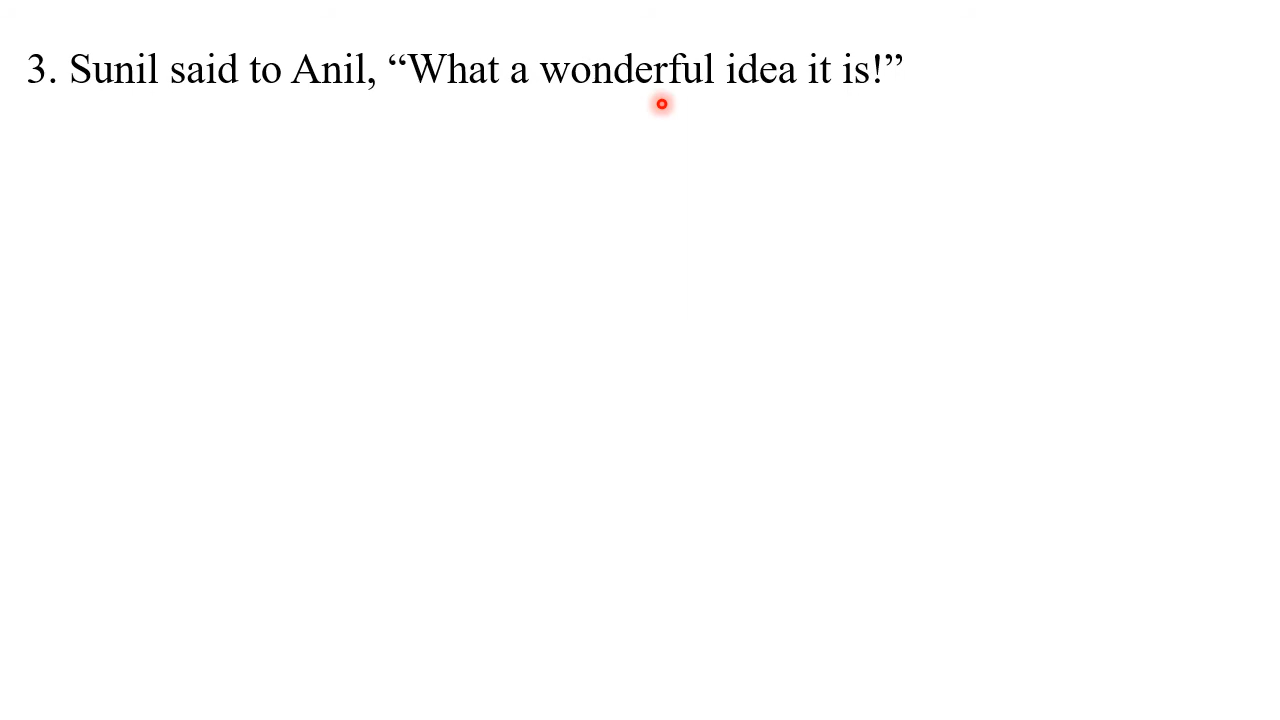 3. Sunil said to Anil, “What a wonderful idea it is!”